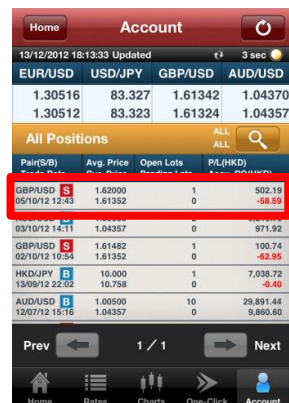 Home Account
13/12/2012 18:13:33 Updated 3 sec
EUR/USD USD/JPY GBP/USD AUD/USD
1.30516 83.327 1.61342 1.04370
1.30512 83.323 1.61324 1.04357
All Positions ALL ALL
Pair(S/B) Avg. Price Open Lots P/L(HKD)
GBP/USD S 1.62000 1 502.19
05/10/12 12:43 1.61352 0 -58.59
03/10/12 14:11 1.04357 0 971.92
GBP/USD S 1.61482 1 100.74
02/10/12 10:54 1.61352 0 -62.95
HKD/JPY B 10.000 1 7,038.72
13/09/12 22:02 10.758 0 -0.40
AUD/USD B 1.00500 10 29,891.44
12/07/12 15:16 1.04357 0 9,860.60
Prev 1 / 1 Next
Home Rates Charts One-Click Account